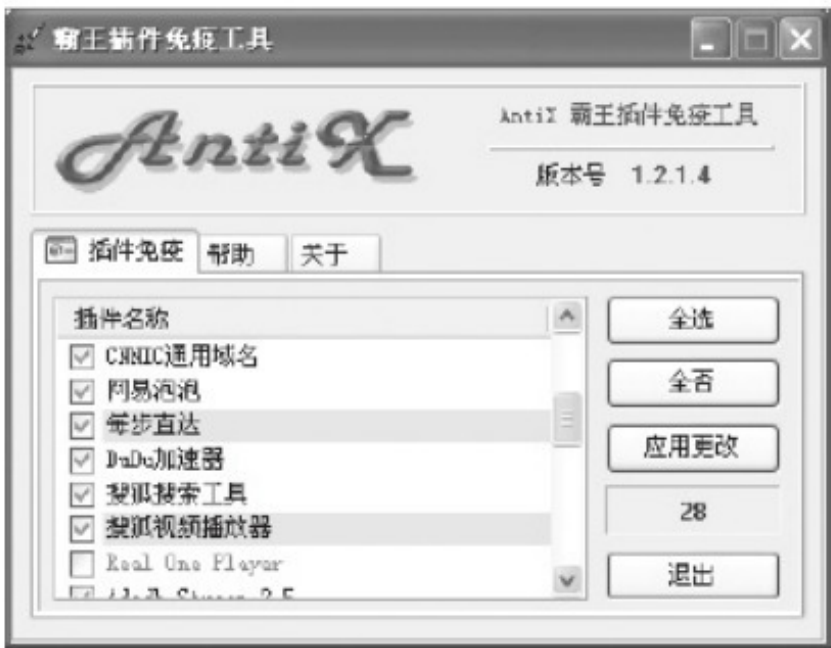 霸王插件免疫工具
AntiX
AntiX 霸王插件免疫工具
版本号 1.2.1.4
插件免疫 帮助 关于
插件名称
CNNIC通用域名
网易泡泡
每步直达
DuDu加速器
搜狐搜索工具
搜狐视频播放器
Real One Player
全选
全否
应用更改
28
退出